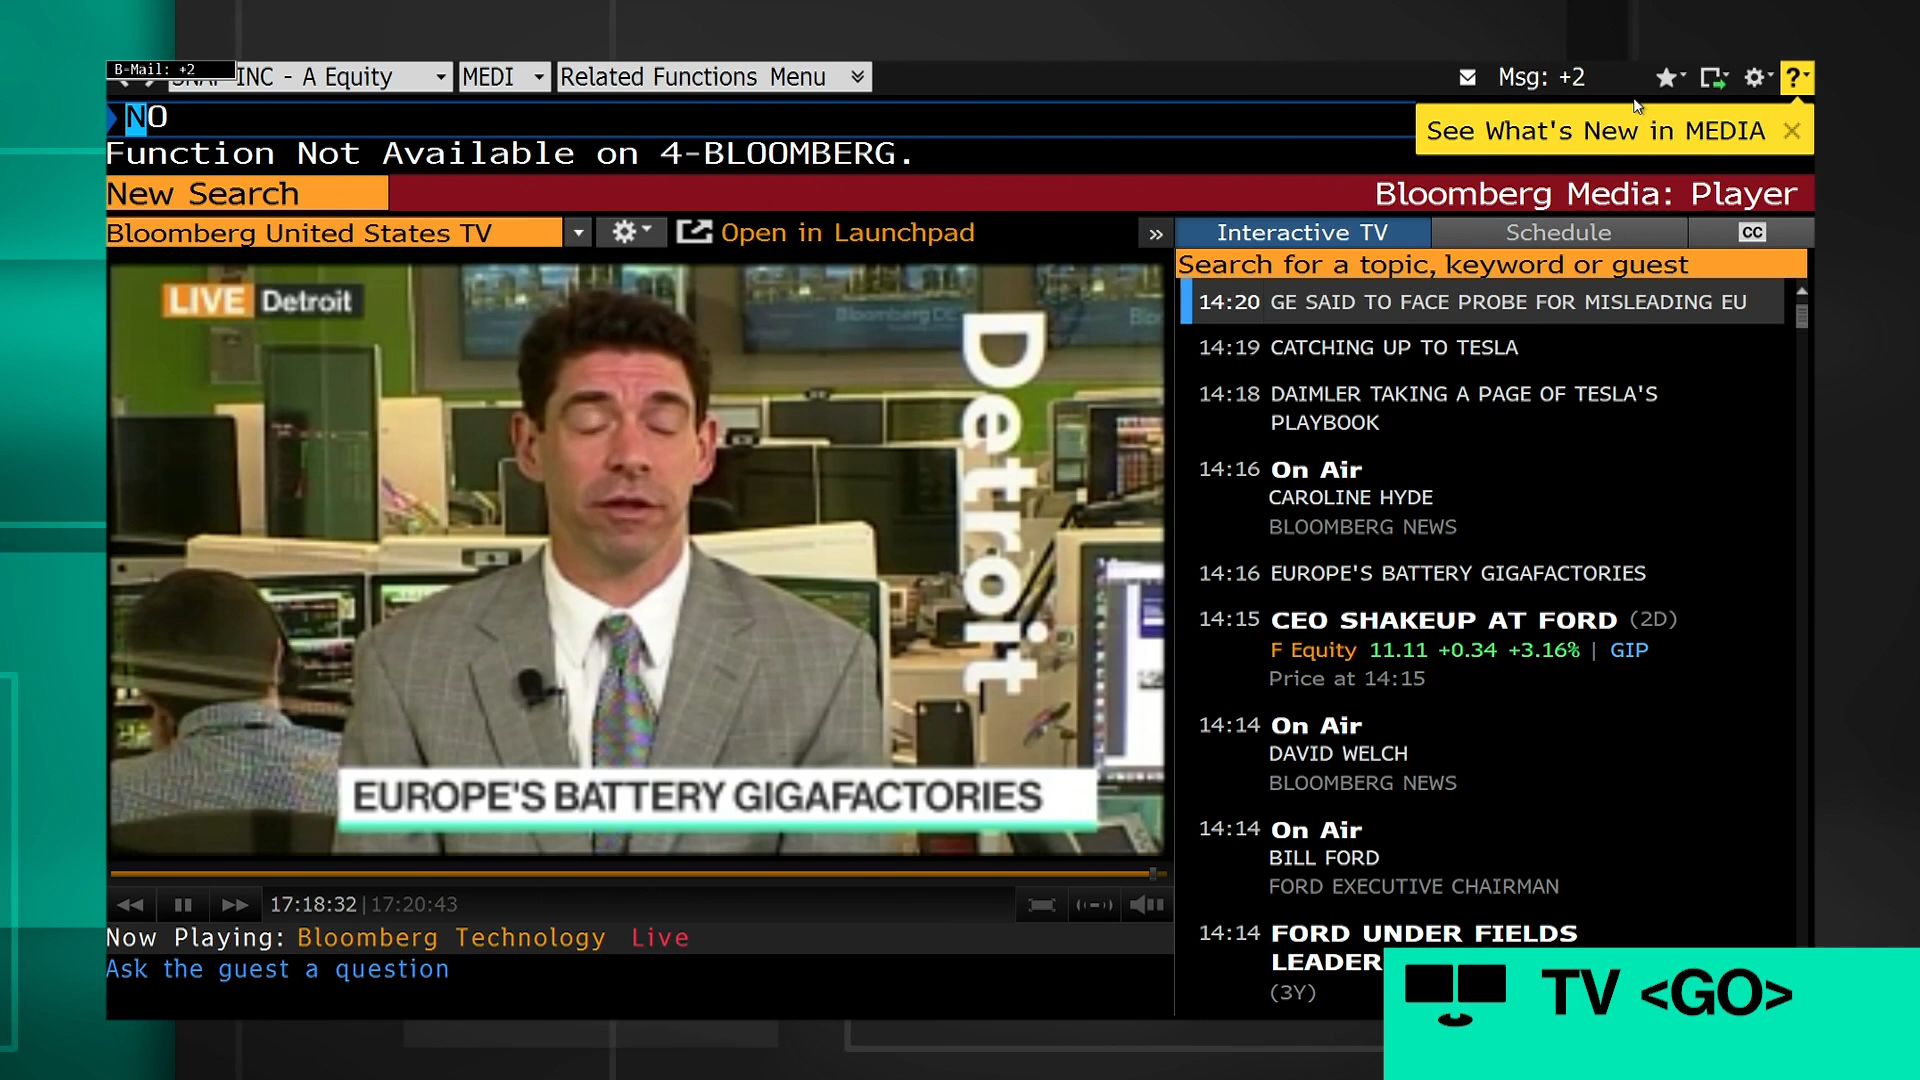 B-Mail: +2
INC - A Equity
MEDI
Related Functions Menu
Msg: +2
?
NO
See What's New in MEDIA
Function Not Available on 4-BLOOMBERG.
New Search
Bloomberg Media: Player
Bloomberg United States TV
Open in Launchpad
»
Interactive TV
Schedule
CC
Search for a topic, keyword or guest
LIVE Detroit
Detroit
EUROPE'S BATTERY GIGAFACTORIES
14:20 GE SAID TO FACE PROBE FOR MISLEADING EU
14:19 CATCHING UP TO TESLA
14:18 DAIMLER TAKING A PAGE OF TESLA'S
PLAYBOOK
14:16 On Air
CAROLINE HYDE
BLOOMBERG NEWS
14:16 EUROPE'S BATTERY GIGAFACTORIES
14:15 CEO SHAKEUP AT FORD (2D)
F Equity 11.11 +0.34 +3.16% | GIP
Price at 14:15
14:14 On Air
DAVID WELCH
BLOOMBERG NEWS
14:14 On Air
BILL FORD
FORD EXECUTIVE CHAIRMAN
14:14 FORD UNDER FIELDS
LEADER
(3Y)
17:18:32|17:20:43
Now Playing: Bloomberg Technology Live
Ask the guest a question
TV <GO>